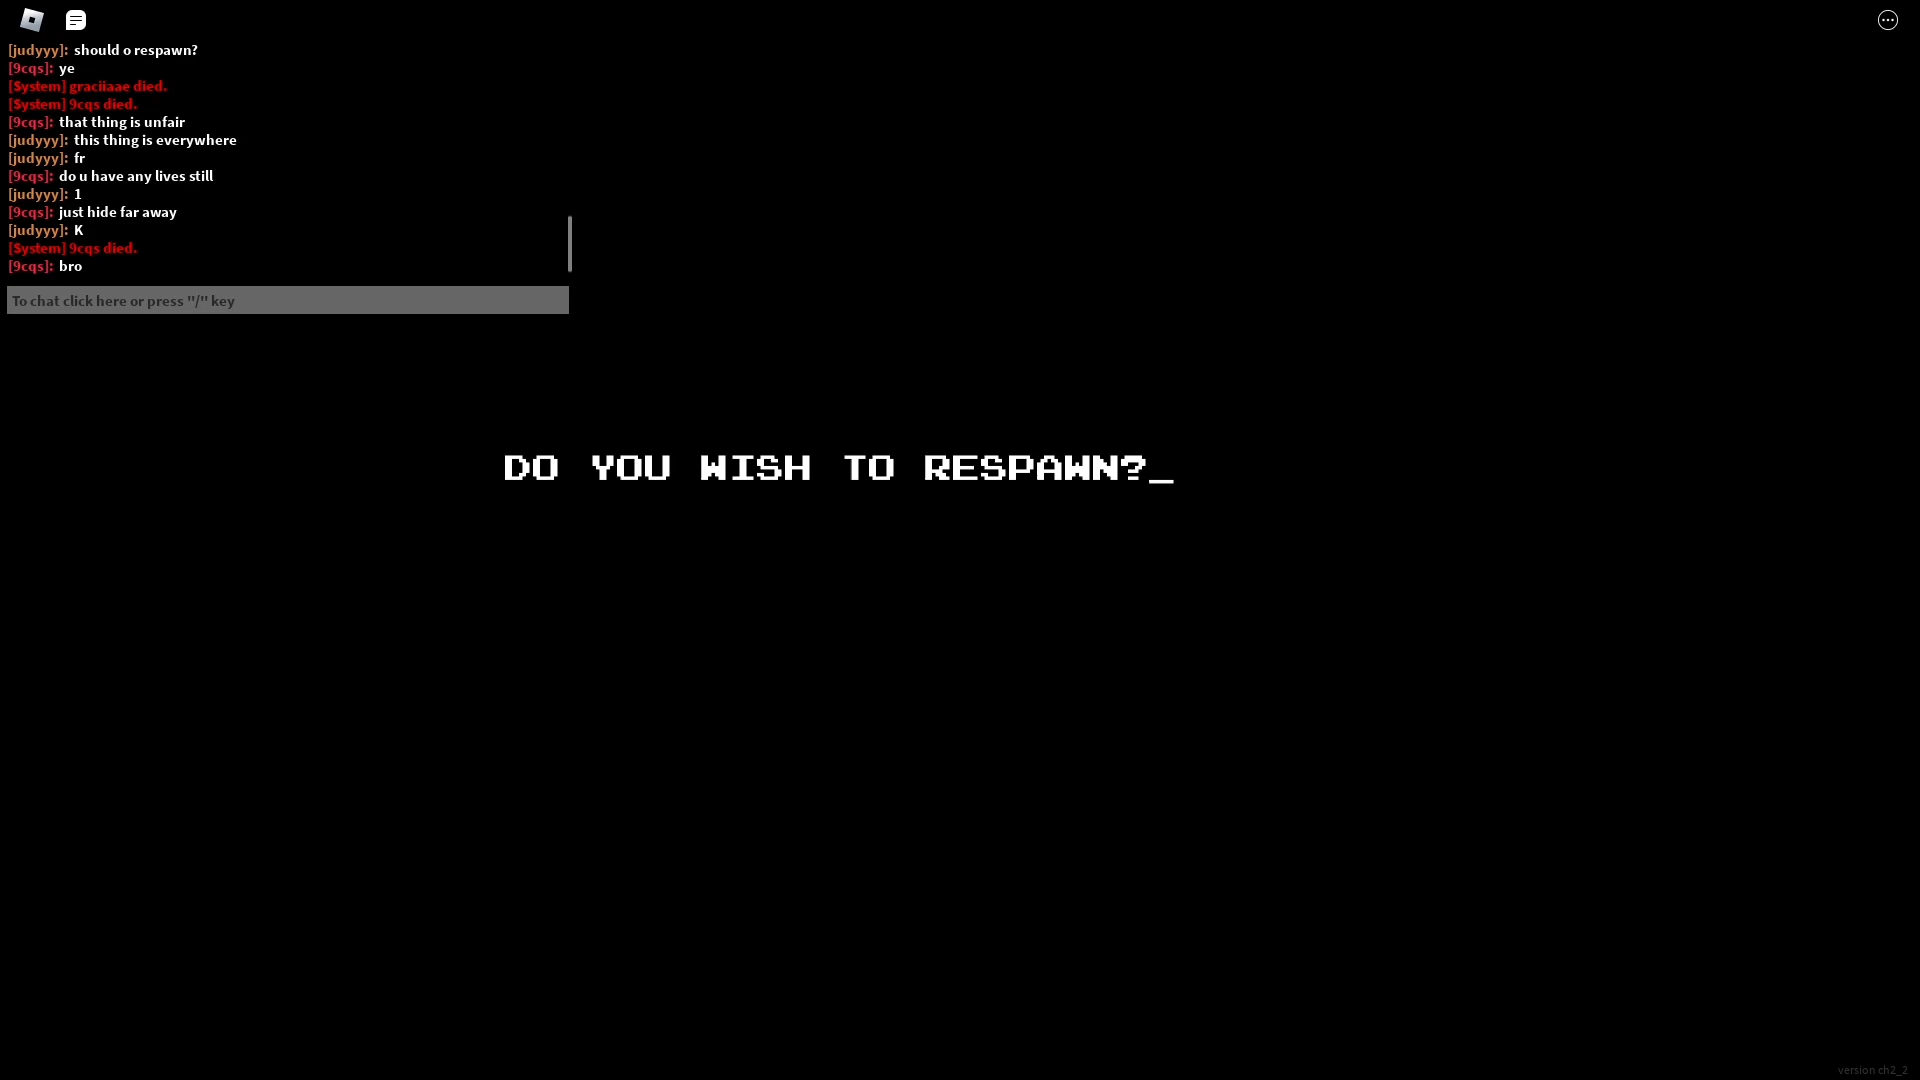 [judyyy]: should o respawn?
[9cqs]: ye
[System] graciiaae died.
[System] 9cqs died.
[9cqs]: that thing is unfair
[judyyy]: this thing is everywhere
[judyyy]: fr
[9cqs]: do u have any lives still
[judyyy]: 1
[9cqs]: just hide far away
[judyyy]: K
[System] 9cqs died.
[9cqs]: bro
To chat click here or press "/" key
DO YOU WISH TO RESPAWN?_
version ch2_2